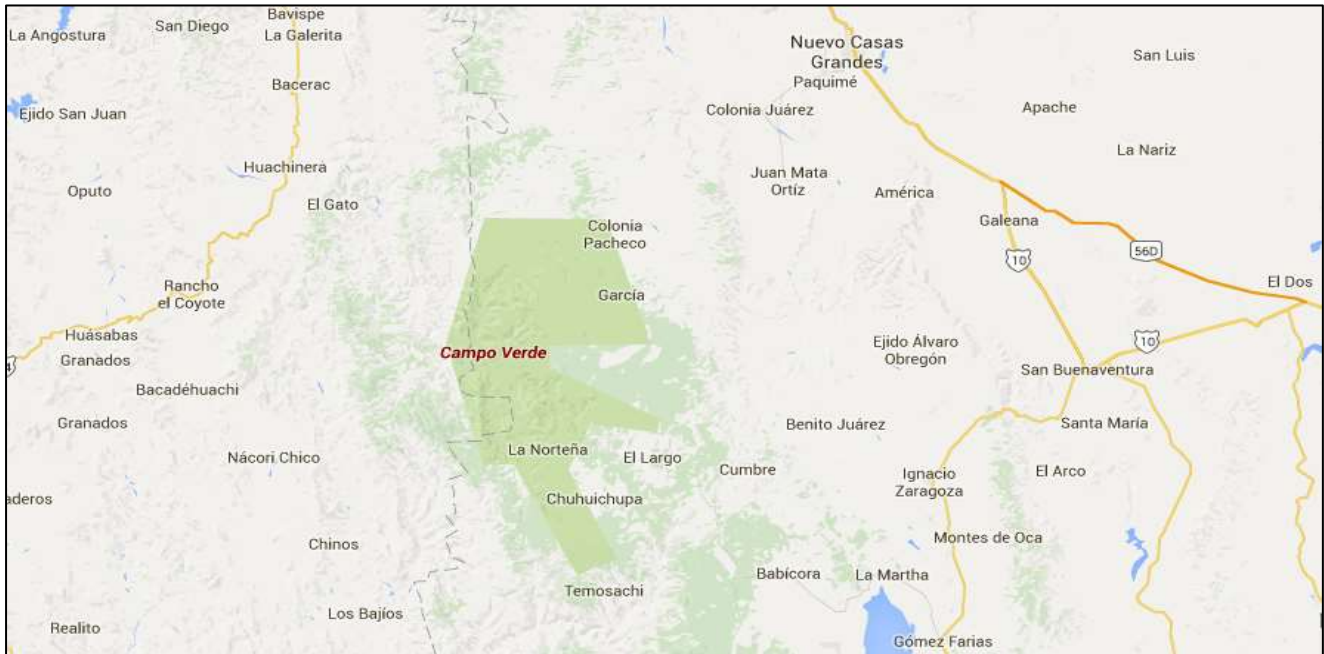 Bavispe
San Diego
La Galerita
La Angostura
Nuevo Casas
Grandes
San Luis
Bacerac
Paquimé
Ejido San Juan
Colonia Juárez
Apache
La Nariz
Huachinera
Juan Mata
Ortíz
Oputo
América
El Gato
Galeana
Colonia
Pacheco
56D
10
Rancho
el Coyote
García
El Dos
Huásabas
Ejido Álvaro
Obregón
10
Campo Verde
Granados
San Buenaventura
Bacadéhuachi
Granados
Benito Juárez
Santa María
La Norteña
Nácori Chico
El Largo
Cumbre
Ignacio
Zaragoza
El Arco
aderos
Chuhuichupa
Montes de Oca
Chinos
Babícora
La Martha
Temosachi
Los Bajíos
Realito
Gómez Farias